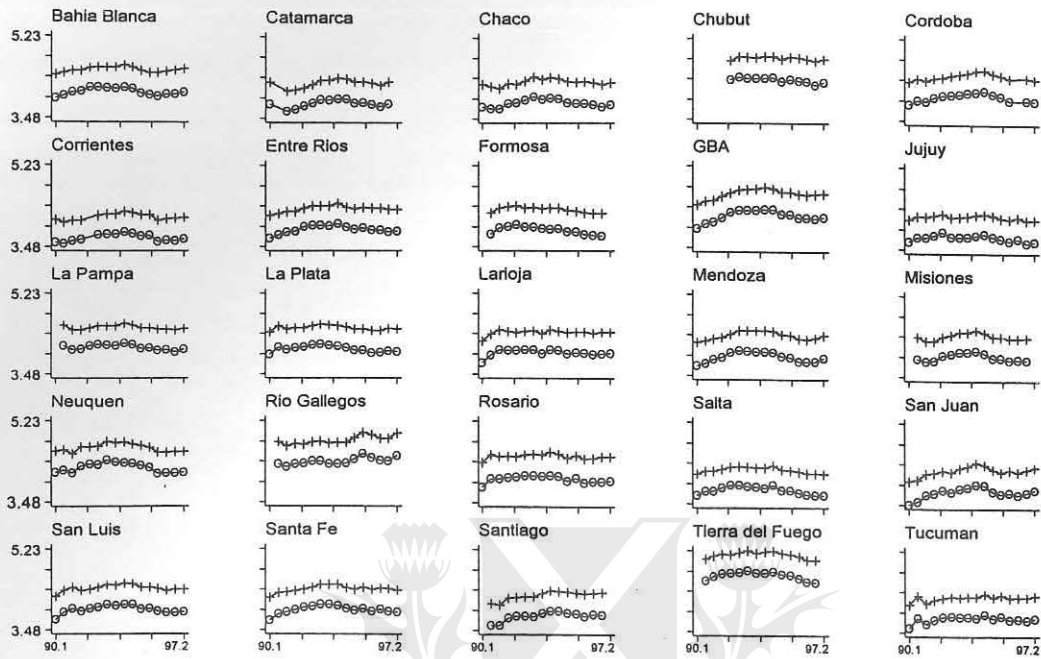 Bahia Blanca Catamarca Chaco Chubut Cordoba
5.23
3.48
Corrientes Entre Rios Formosa GBA Jujuy
5.23
3.48
La Pampa La Plata Larioja Mendoza Misiones
5.23
3.48
Neuquen Rio Gallegos Rosario Salta San Juan
5.23
3.48
San Luis Santa Fe Santiago Tierra del Fuego Tucuman
5.23
3.48
90.1 97.2 90.1 97.2 90.1 97.2 90.1 97.2 90.1 97.2